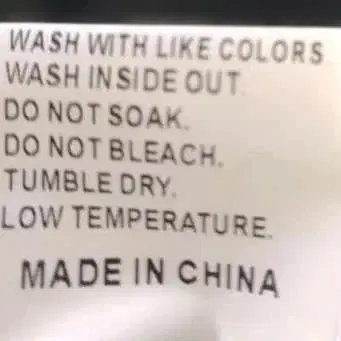 WASH WITH LIKE COLORS
WASH INSIDE OUT.
DO NOT SOAK.
DO NOT BLEACH.
TUMBLE DRY.
LOW TEMPERATURE.
MADE IN CHINA